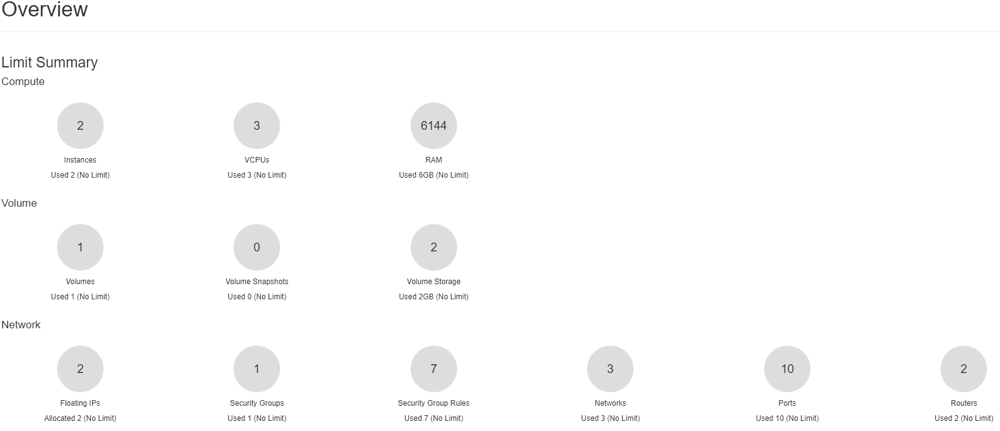 Overview
Limit Summary
Compute
2 3 6144
Instances VCPUs RAM
Used 2 (No Limit) Used 3 (No Limit) Used 6GB (No Limit)
Volume
1 0 2
Volumes Volume Snapshots Volume Storage
Used 1 (No Limit) Used 0 (No Limit) Used 2GB (No Limit)
Network
2 1 7 3 10 2
Floating IPs Security Groups Security Group Rules Networks Ports Routers
Allocated 2 (No Limit) Used 1 (No Limit) Used 7 (No Limit) Used 3 (No Limit) Used 10 (No Limit) Used 2 (No Limit)